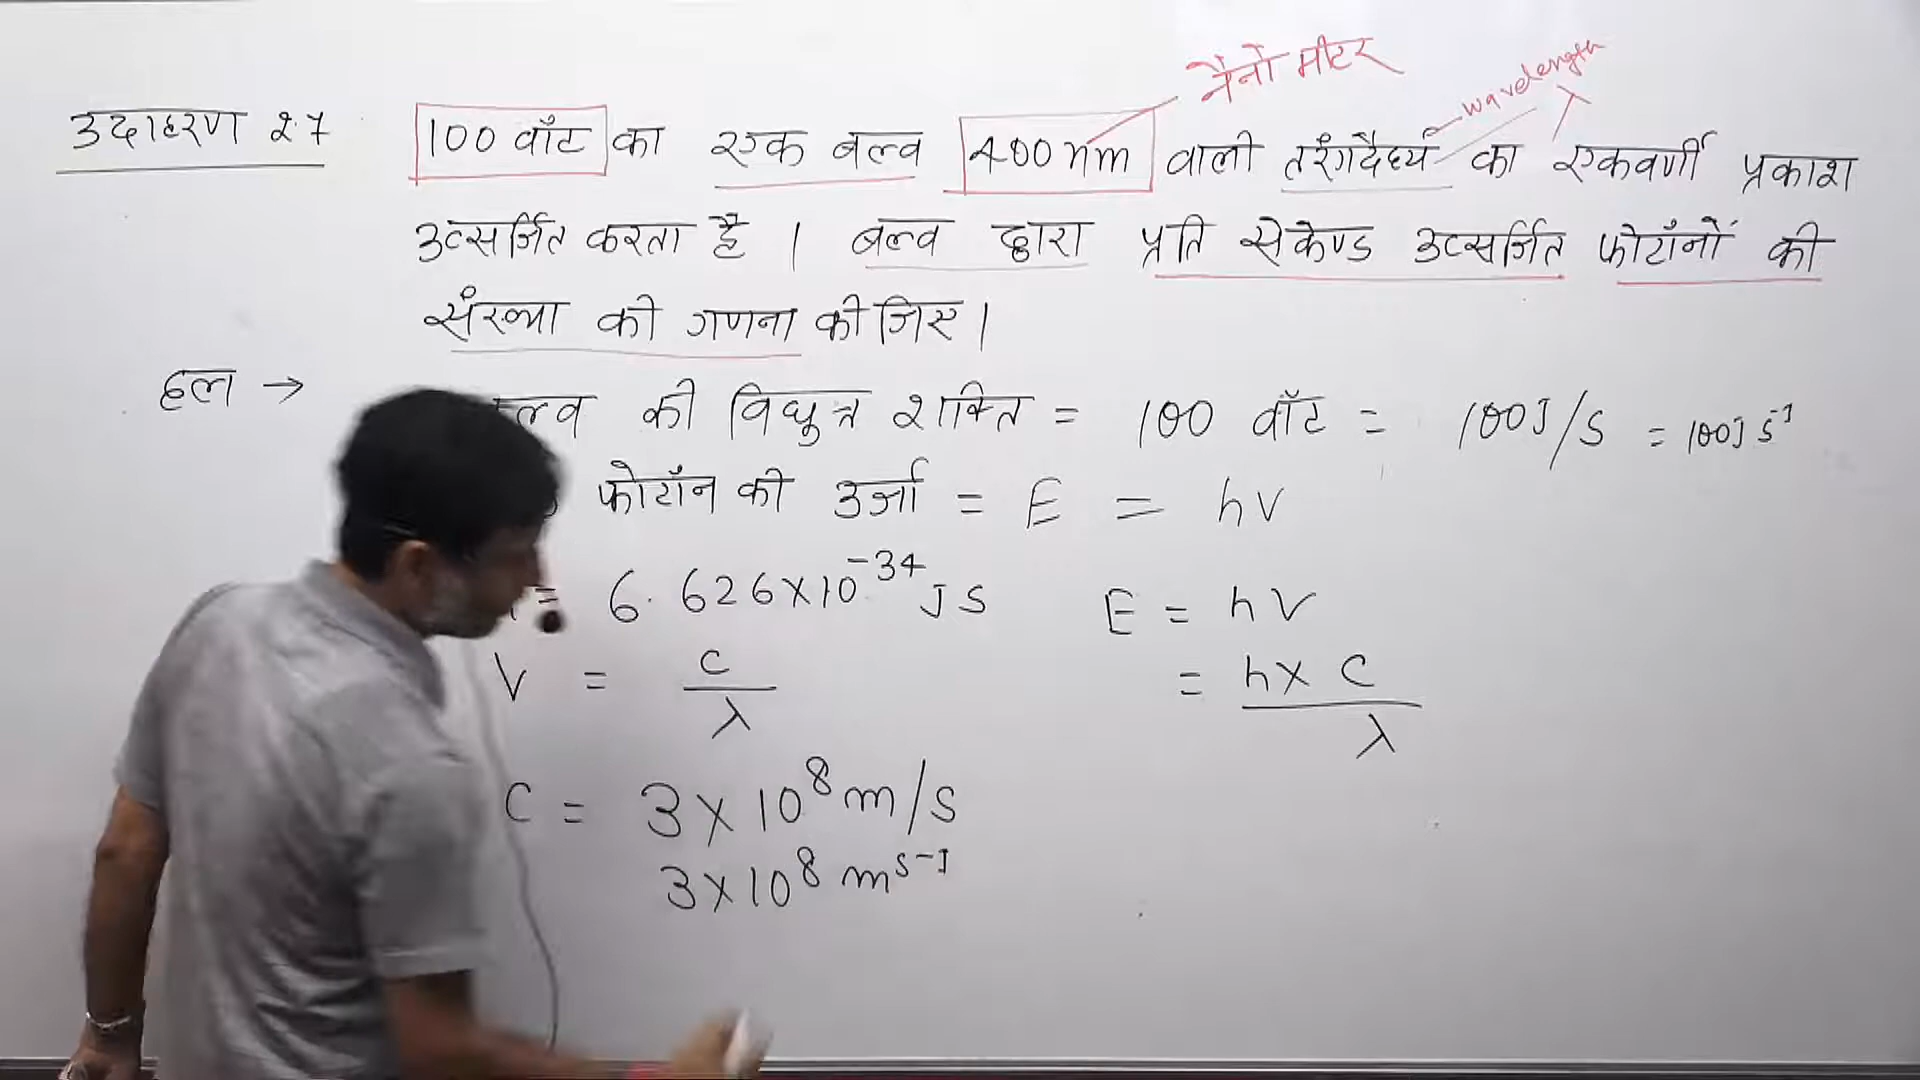 नैनो मीटर
wavelength
λ
उदाहरण 2.7 100 वॉट का एक बल्व 400 nm वाली तरंगदैर्ध्य का एकवर्णी प्रकाश
उत्सर्जित करता है । बल्व द्वारा प्रति सेकेण्ड उत्सर्जित फोटॉनों की
संख्या की गणना कीजिए ।
हल → की विधुत्र शक्ति = 100 वॉट = 100J/S = 100J S⁻¹
फोटॉन की उर्जा = E = hν
= 6.626×10⁻³⁴ JS E = hν
ν = c/λ = h× c/λ
C = 3×10⁸ m/s
3×10⁸ mˢ⁻¹